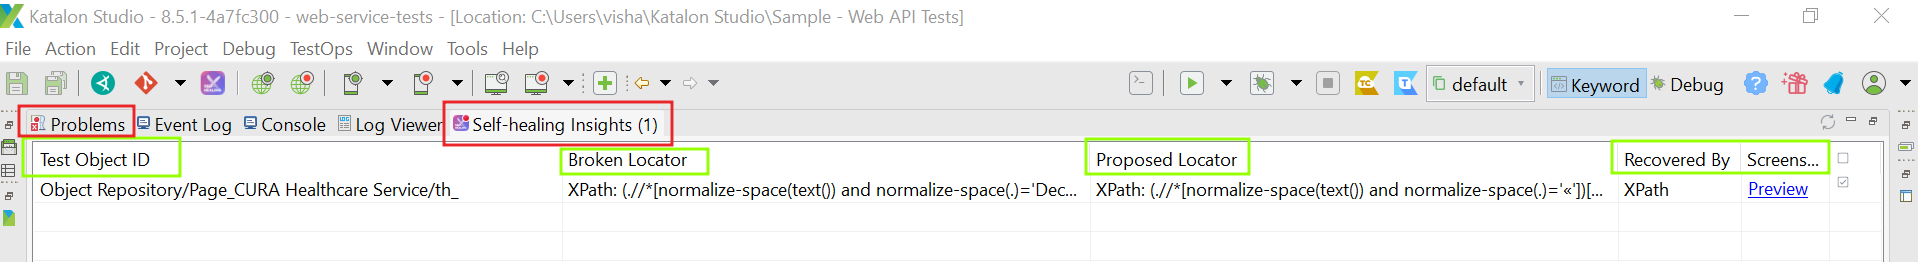 Katalon Studio - 8.5.1-4a7fc300 - web-service-tests - [Location: C:\Users\visha\Katalon Studio\Sample - Web API Tests]
File Action Edit Project Debug TestOps Window Tools Help
TC T default Keyword Debug
Problems Event Log Console Log Viewer Self-healing Insights (1)
Test Object ID Broken Locator Proposed Locator Recovered By Screens...
Object Repository/Page_CURA Healthcare Service/th_ XPath: (.//*[normalize-space(text()) and normalize-space(.)='Dec... XPath: (.//*[normalize-space(text()) and normalize-space(.)='«'])[... XPath Preview